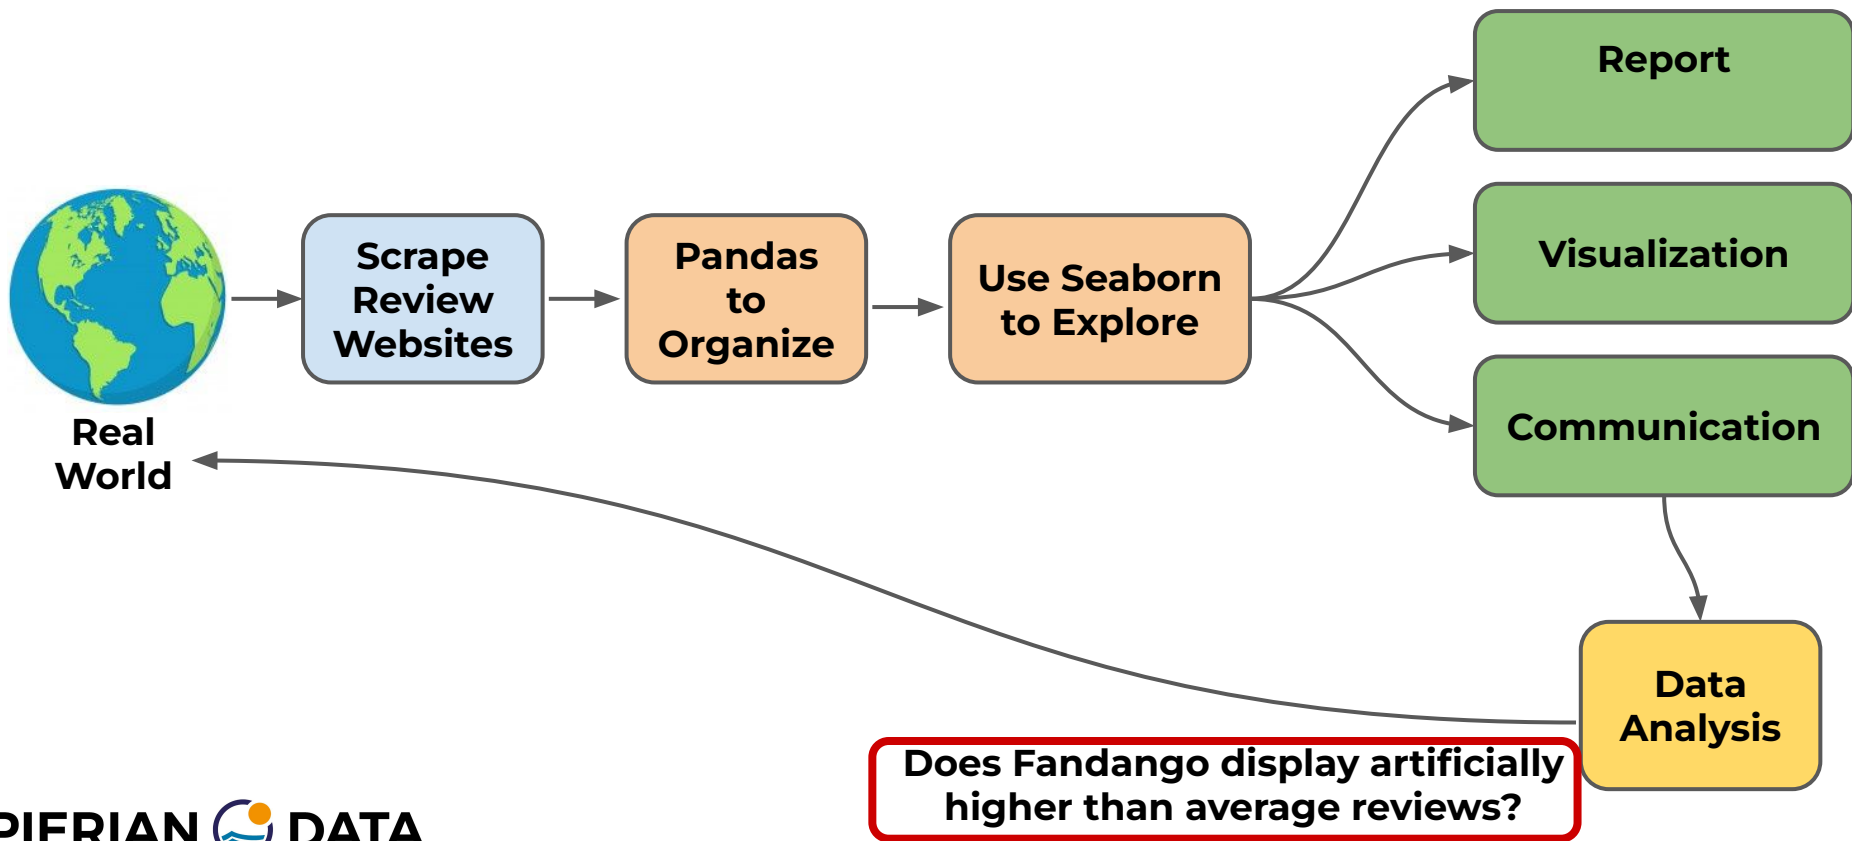 Report
Scrape
Review
Websites
Pandas
to
Organize
Use Seaborn
to Explore
Visualization
Communication
Real
World
Data
Analysis
Does Fandango display artificially
higher than average reviews?
PIERIAN DATA